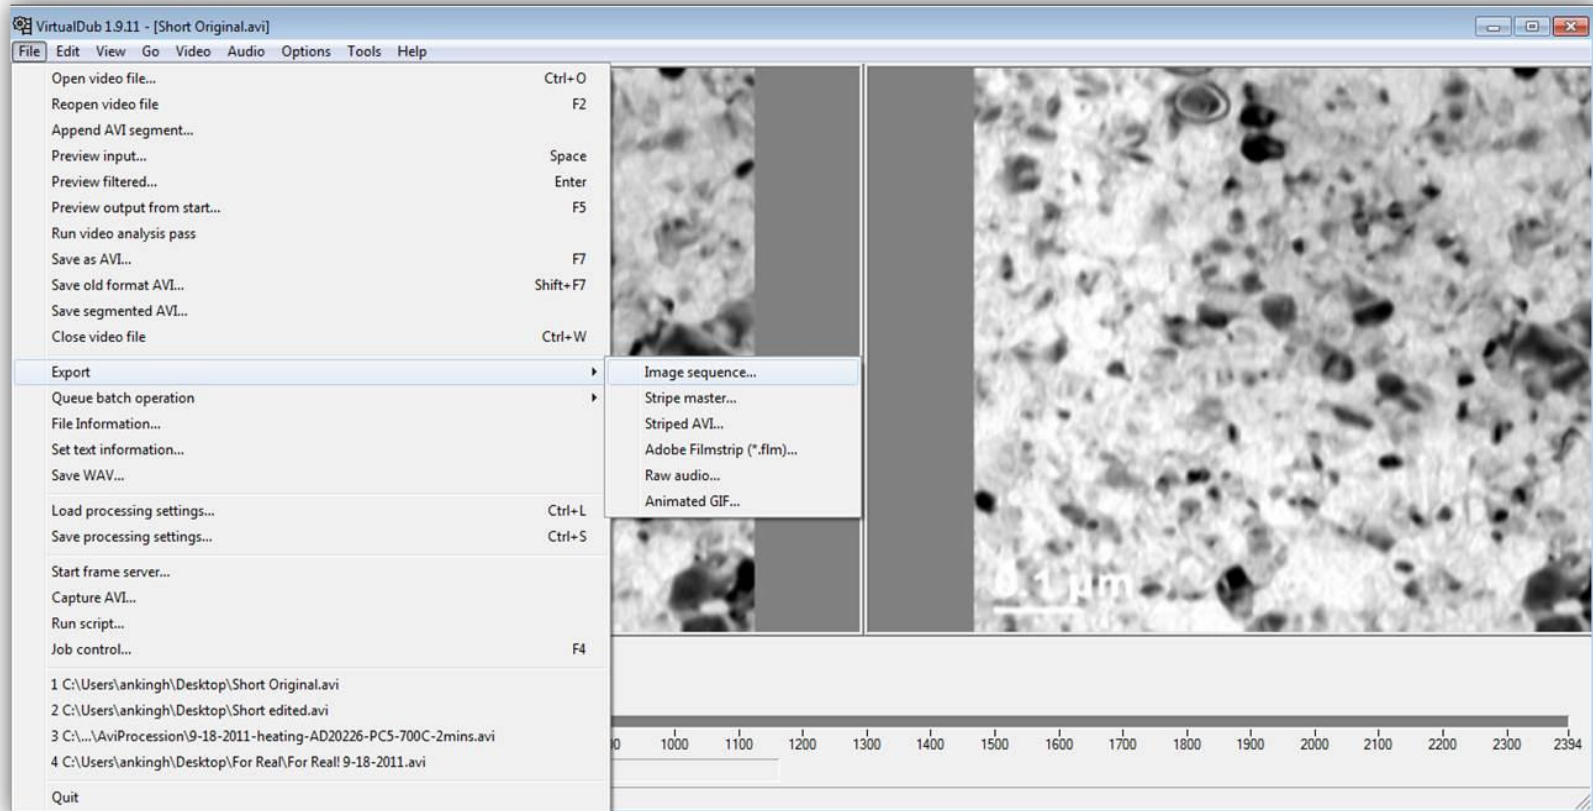 VirtualDub 1.9.11 - [Short Original.avi]
File Edit View Go Video Audio Options Tools Help
Open video file... Ctrl+O
Reopen video file F2
Append AVI segment...
Preview input... Space
Preview filtered... Enter
Preview output from start... F5
Run video analysis pass
Save as AVI... F7
Save old format AVI... Shift+F7
Save segmented AVI...
Close video file Ctrl+W
Export
Queue batch operation
File Information...
Set text information...
Save WAV...
Load processing settings... Ctrl+L
Save processing settings... Ctrl+S
Start frame server...
Capture AVI...
Run script...
Job control... F4
1 C:\Users\ankingh\Desktop\Short Original.avi
2 C:\Users\ankingh\Desktop\Short edited.avi
3 C:\...\AviProcession\9-18-2011-heating-AD20226-PC5-700C-2mins.avi
4 C:\Users\ankingh\Desktop\For Real\For Real! 9-18-2011.avi
Quit
Image sequence...
Stripe master...
Striped AVI...
Adobe Filmstrip (*.flm)...
Raw audio...
Animated GIF...
0.1 µm
1000 1100 1200 1300 1400 1500 1600 1700 1800 1900 2000 2100 2200 2300 2394